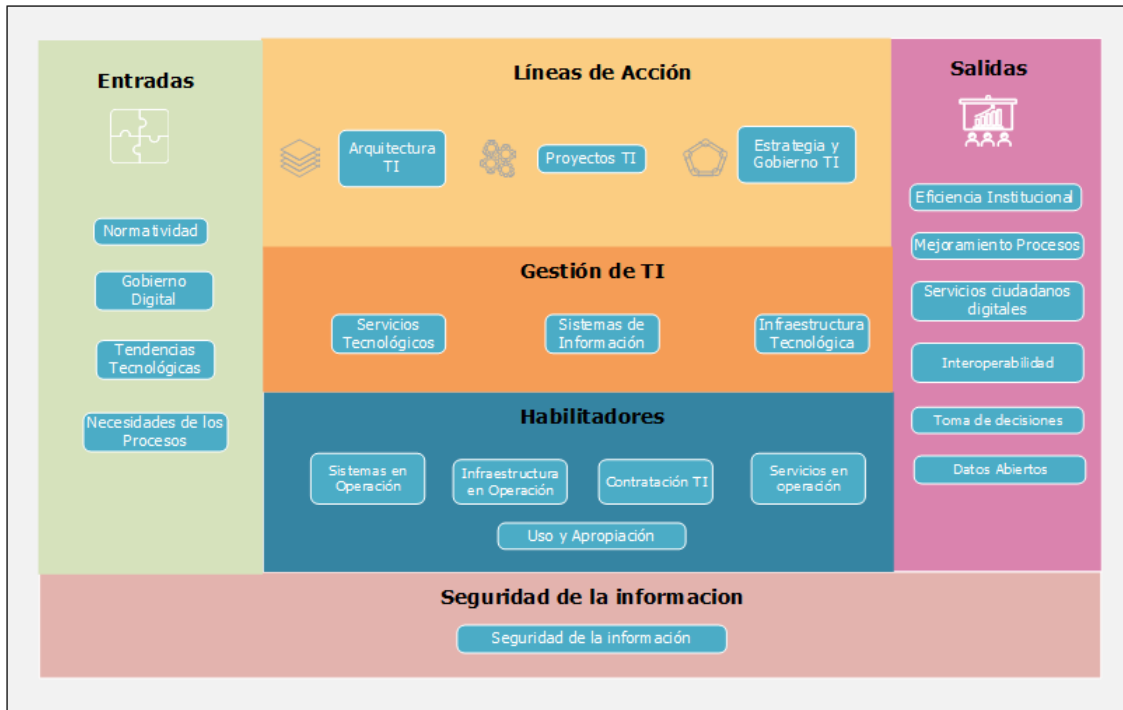 Entradas
Normatividad
Gobierno
Digital
Tendencias
Tecnológicas
Necesidades de los
Procesos
Líneas de Acción
Arquitectura
TI
Proyectos TI
Estrategia y
Gobierno TI
Gestión de TI
Servicios
Tecnológicos
Sistemas de
Información
Infraestructura
Tecnológica
Habilitadores
Sistemas en
Operación
Infraestructura
en Operación
Contratación TI
Servicios en
operación
Uso y Apropiación
Salidas
Eficiencia Institucional
Mejoramiento Procesos
Servicios ciudadanos
digitales
Interoperabilidad
Toma de decisiones
Datos Abiertos
Seguridad de la informacion
Seguridad de la información